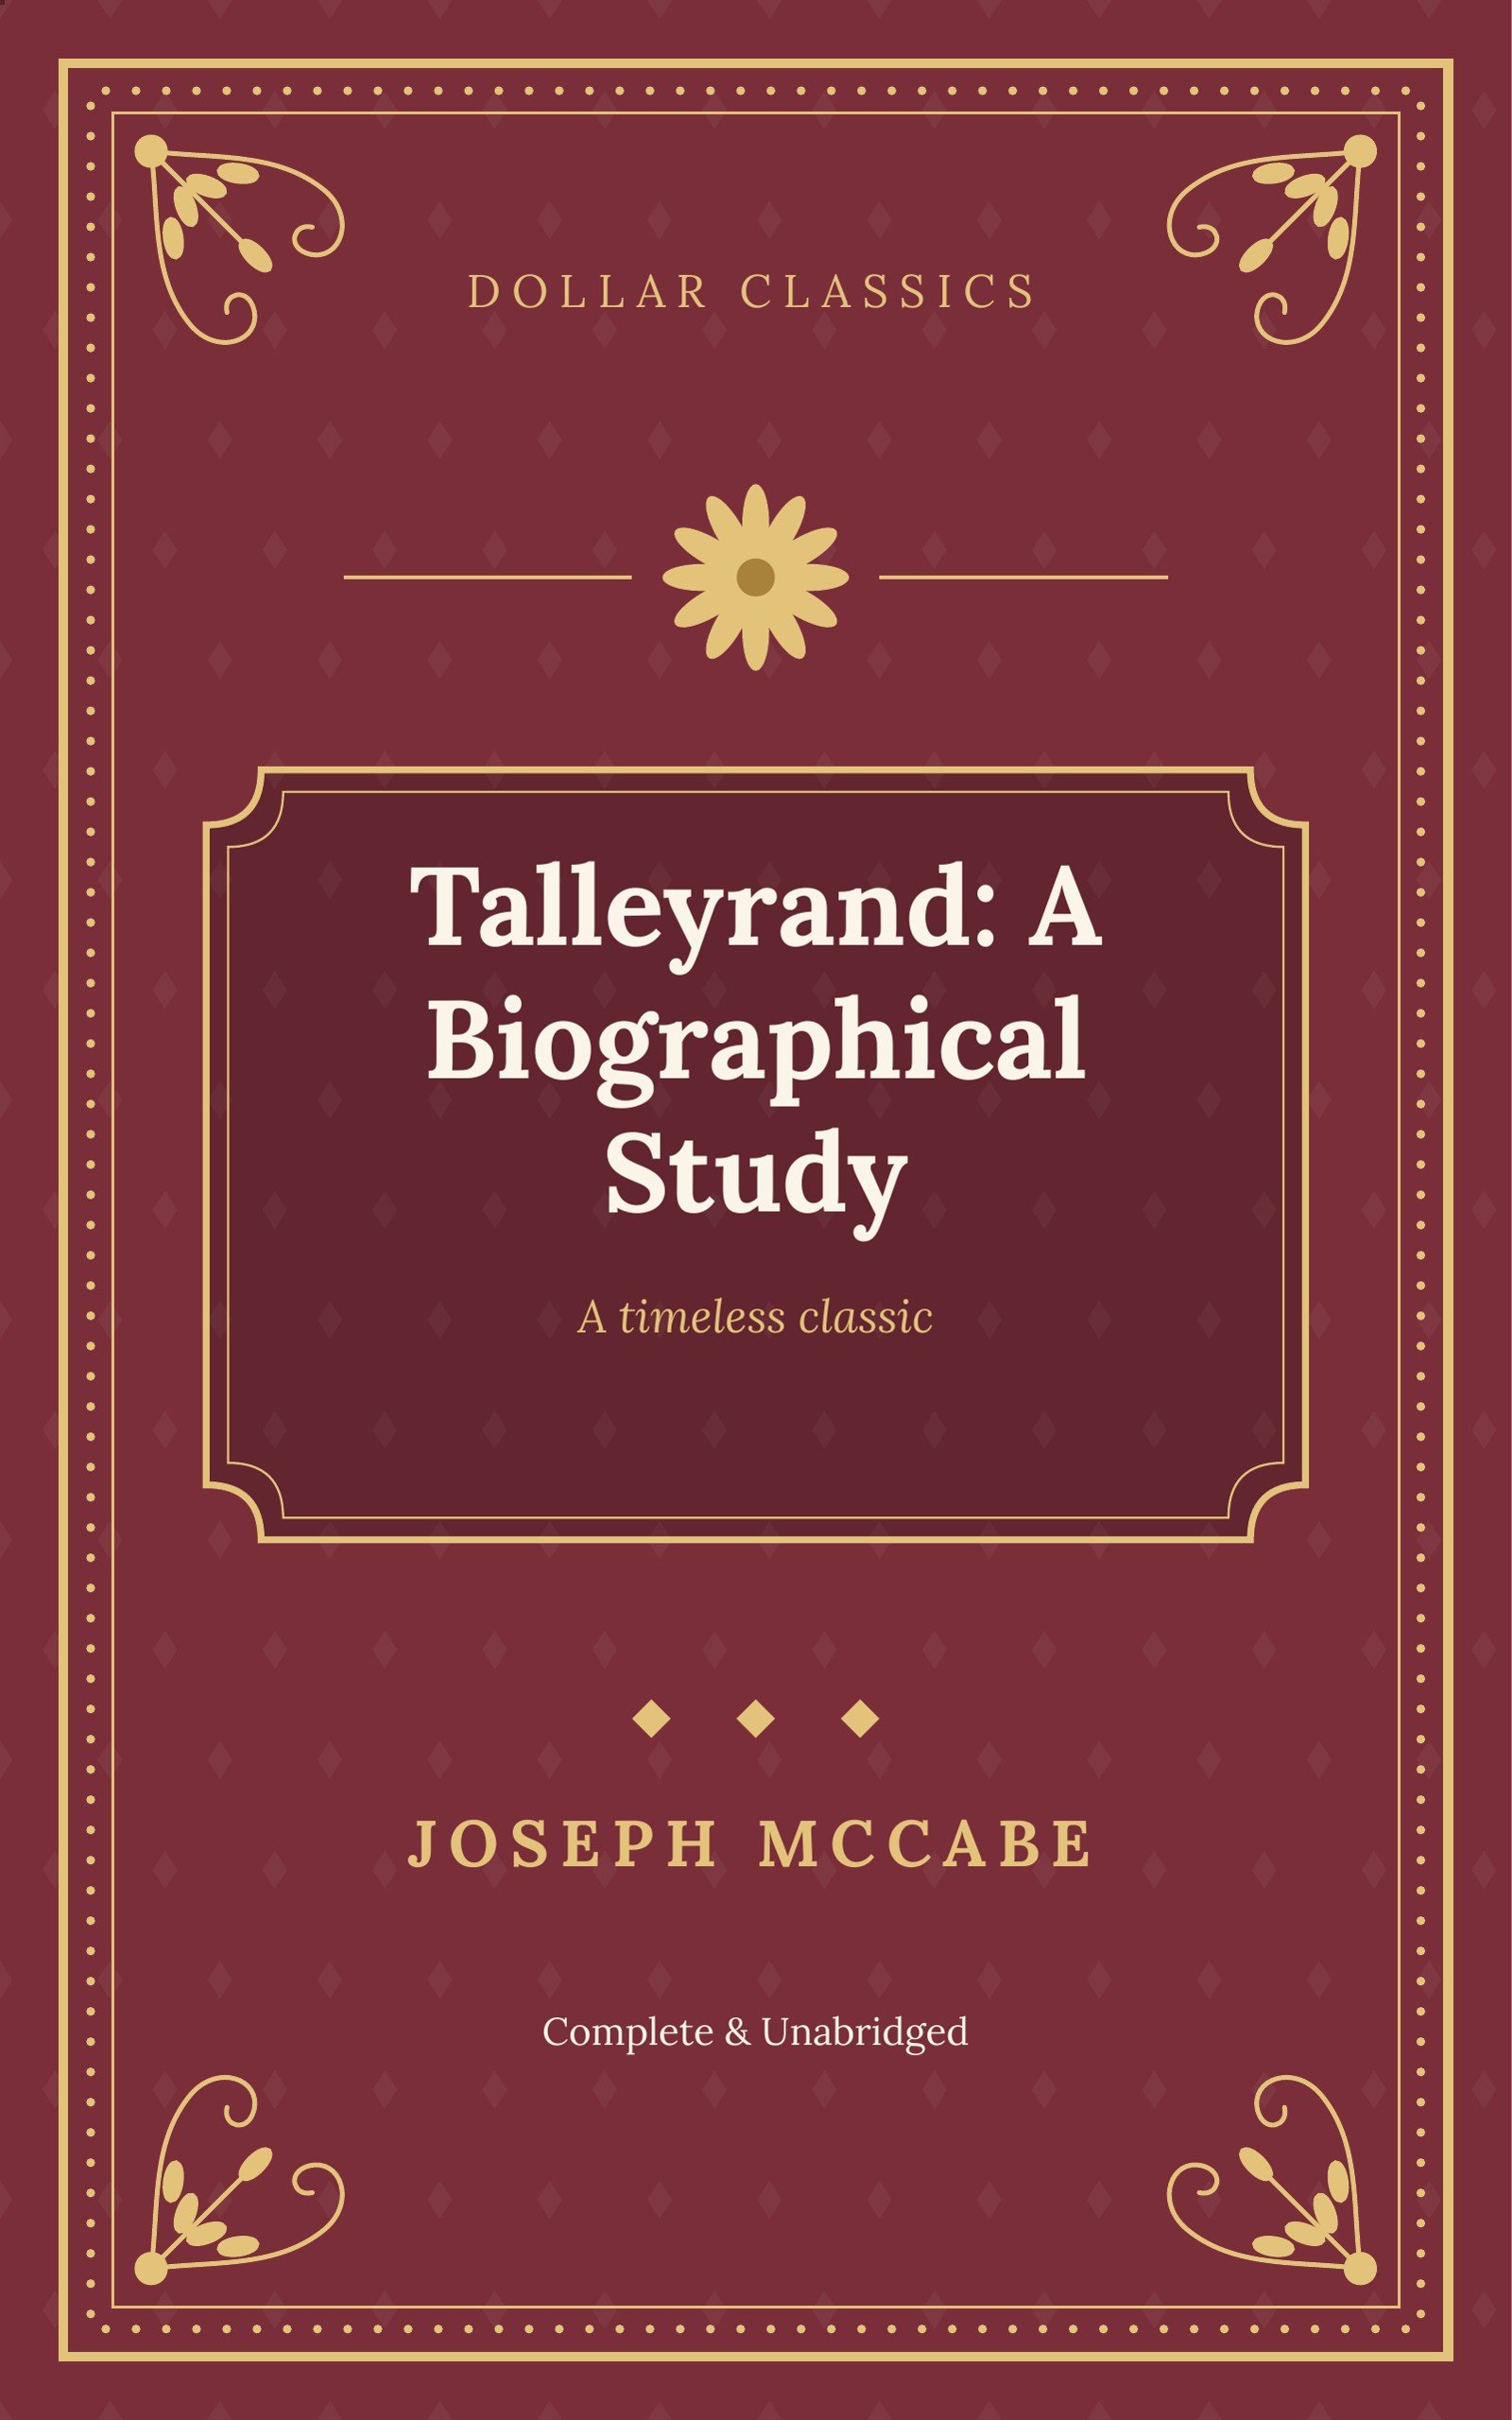 DOLLAR CLASSICS
Talleyrand: A
Biographical
Study
A timeless classic
JOSEPH MCCABE
Complete & Unabridged